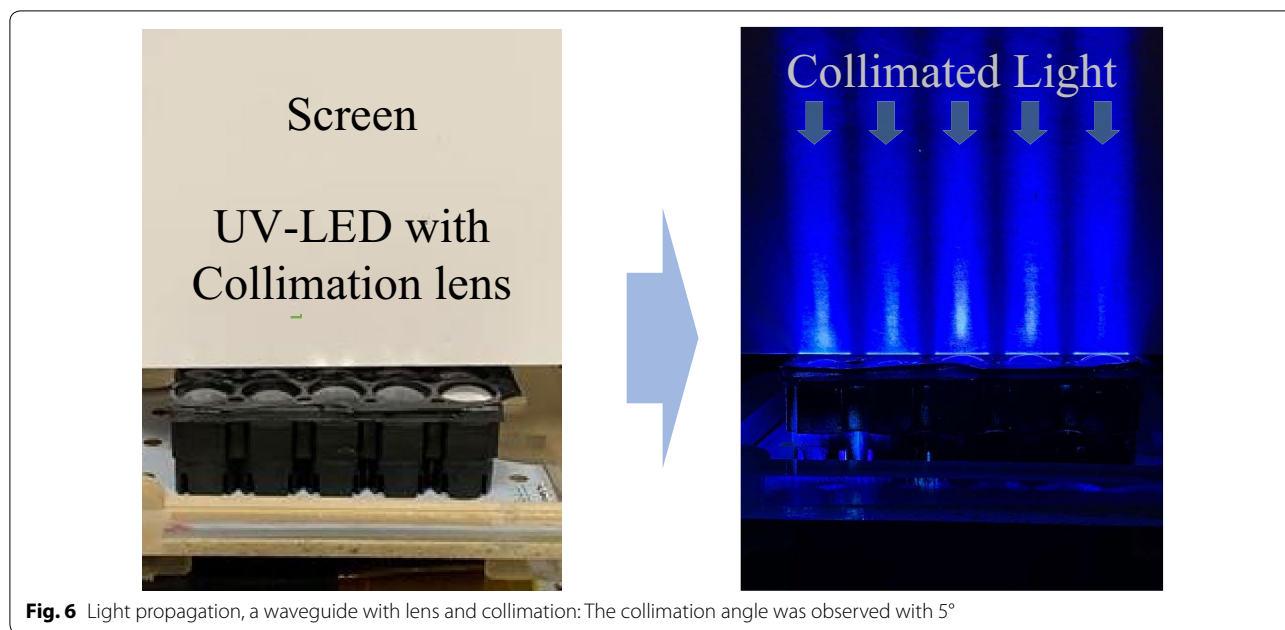 Screen
UV-LED with
Collimation lens
Collimated Light
Fig. 6 Light propagation, a waveguide with lens and collimation: The collimation angle was observed with 5°